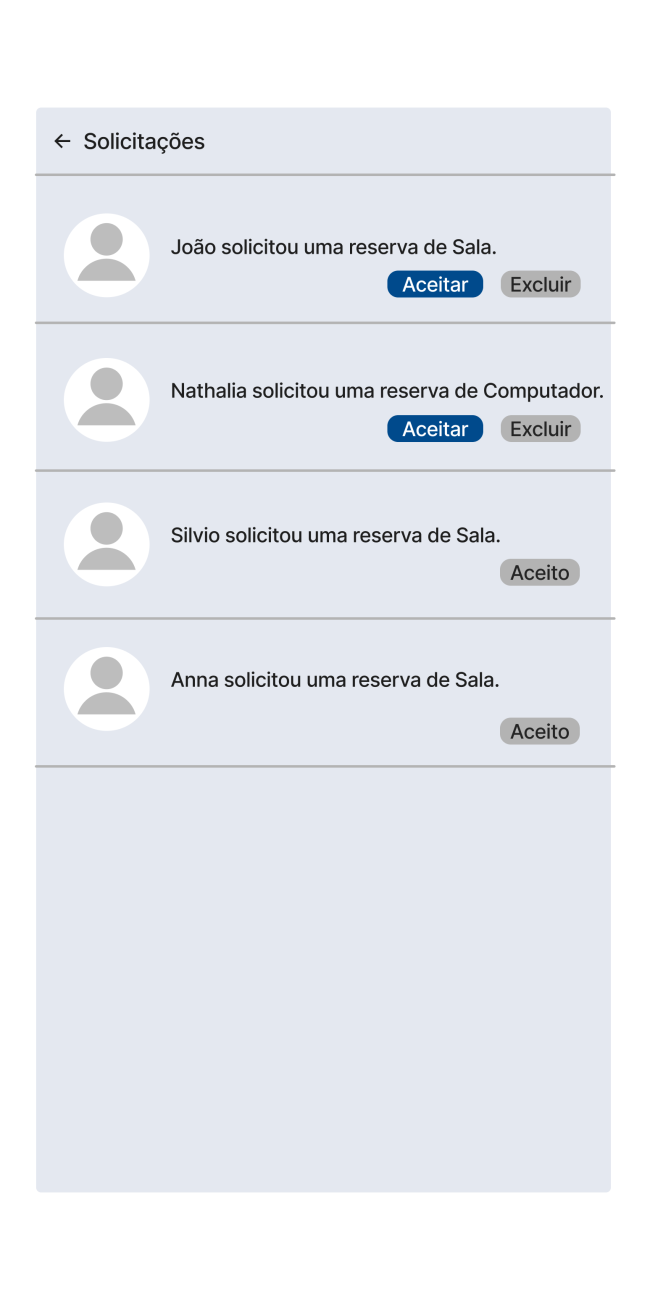 ← Solicitações
João solicitou uma reserva de Sala.
Aceitar Excluir
Nathalia solicitou uma reserva de Computador.
Aceitar Excluir
Silvio solicitou uma reserva de Sala.
Aceito
Anna solicitou uma reserva de Sala.
Aceito